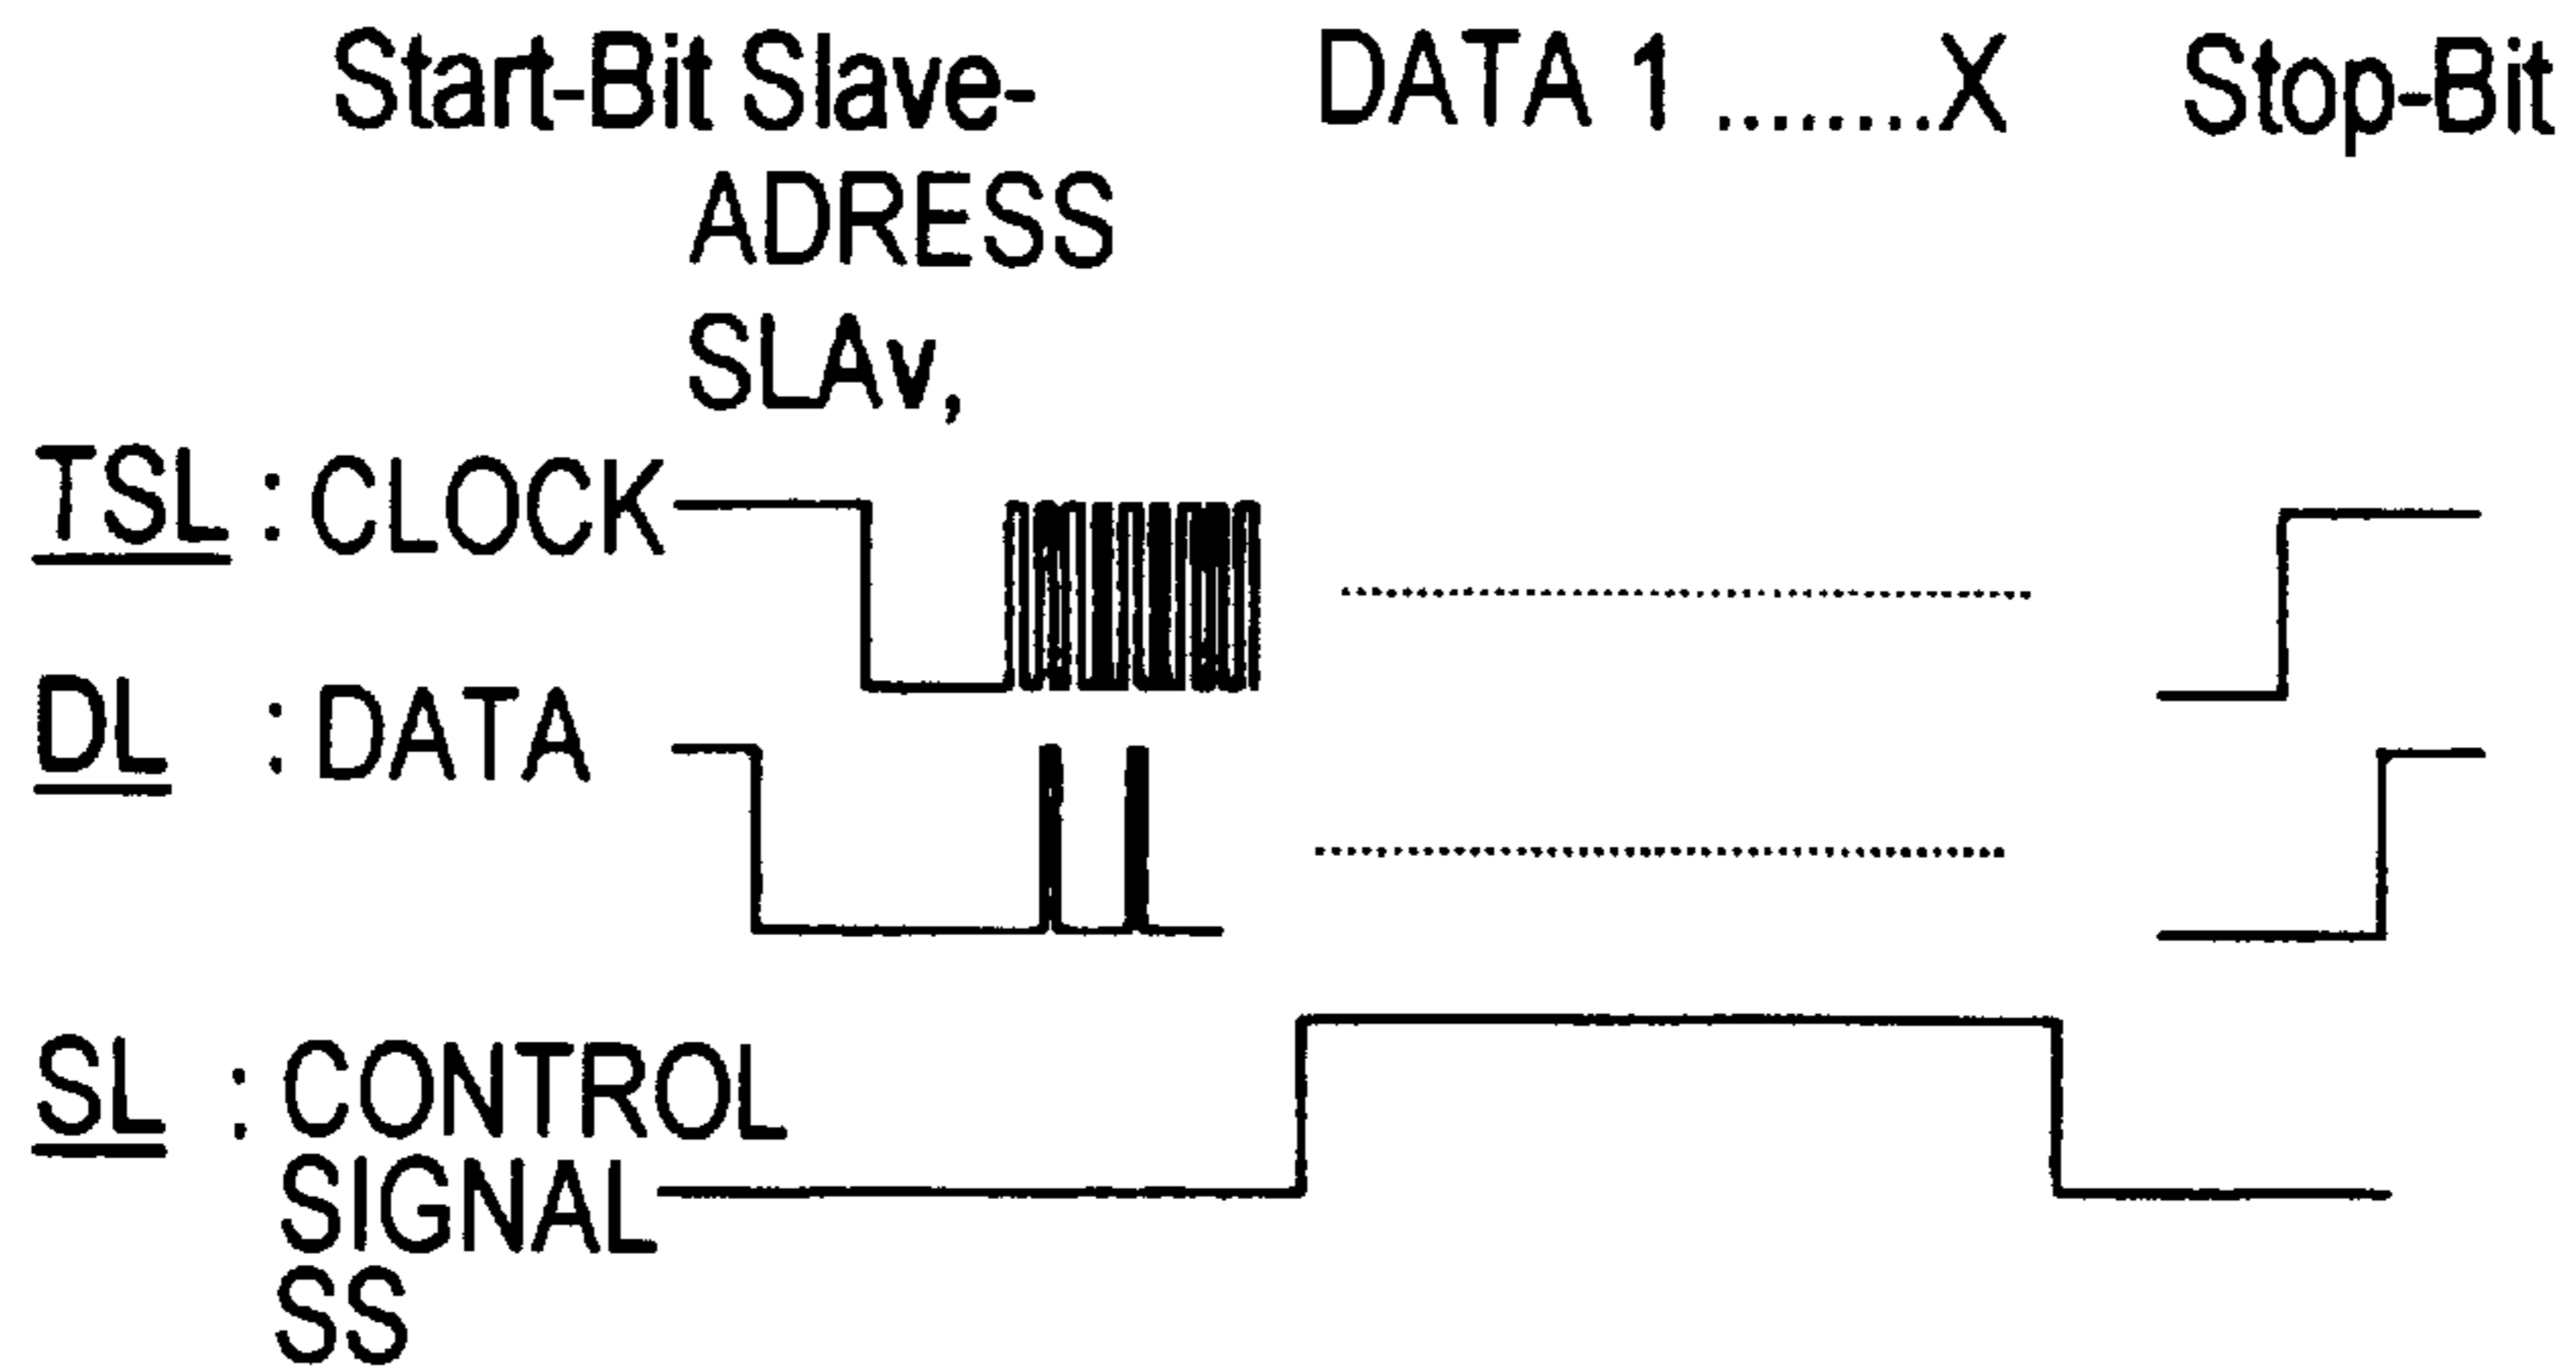 Start-Bit Slave- DATA 1 ........X Stop-Bit
ADRESS
SLAv,
TSL : CLOCK
DL : DATA
SL : CONTROL
SIGNAL
SS